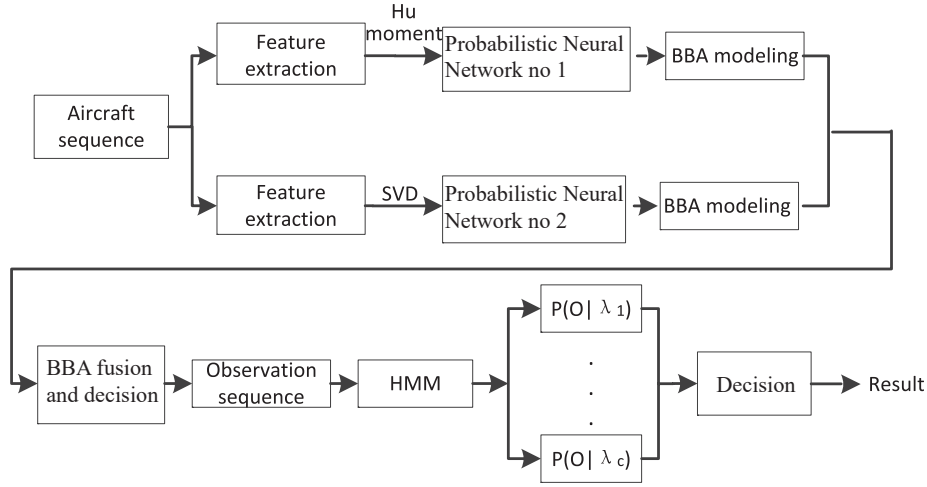 Aircraft
sequence
Feature
extraction
Hu
moment
Probabilistic Neural
Network no 1
BBA modeling
Feature
extraction
SVD
Probabilistic Neural
Network no 2
BBA modeling
BBA fusion
and decision
Observation
sequence
HMM
P(O| λ 1)
.
.
.
P(O| λ c)
Decision
Result